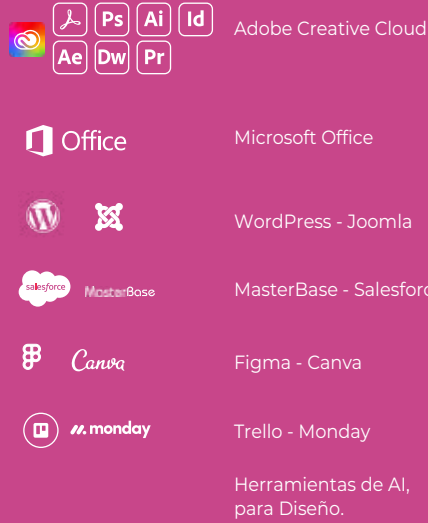 Ps Ai Id Adobe Creative Cloud
Ae Dw Pr
Office Microsoft Office
WordPress - Joomla
salesforce MasterBase MasterBase - Salesforc
Canva Figma - Canva
monday Trello - Monday
Herramientas de AI,
para Diseño.